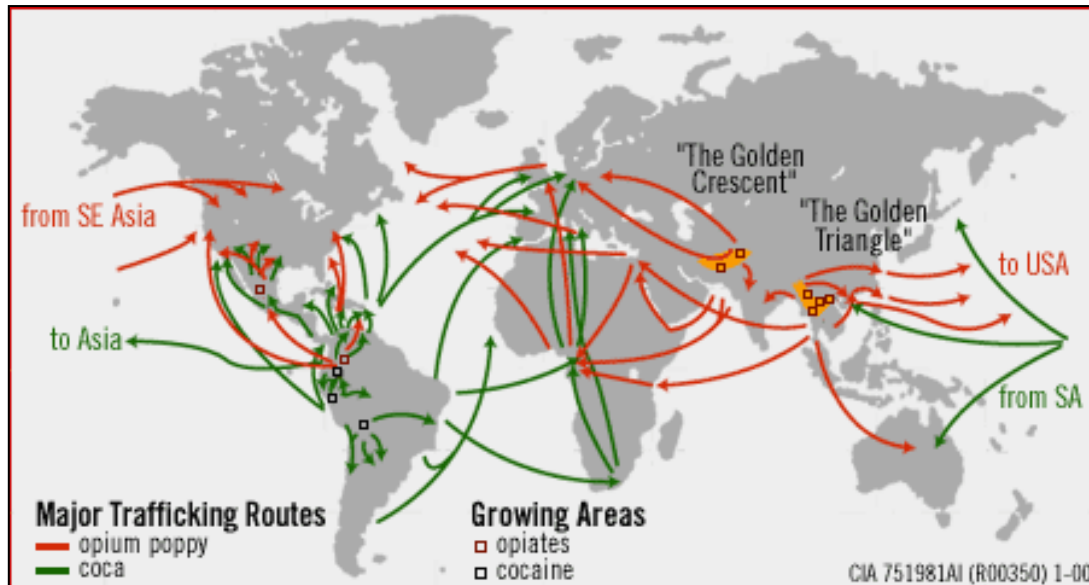 "The Golden
Crescent"
"The Golden
Triangle"
from SE Asia
to USA
to Asia
from SA
Major Trafficking Routes
opium poppy
coca
Growing Areas
opiates
cocaine
CIA 751981AI (R00350) 1-00